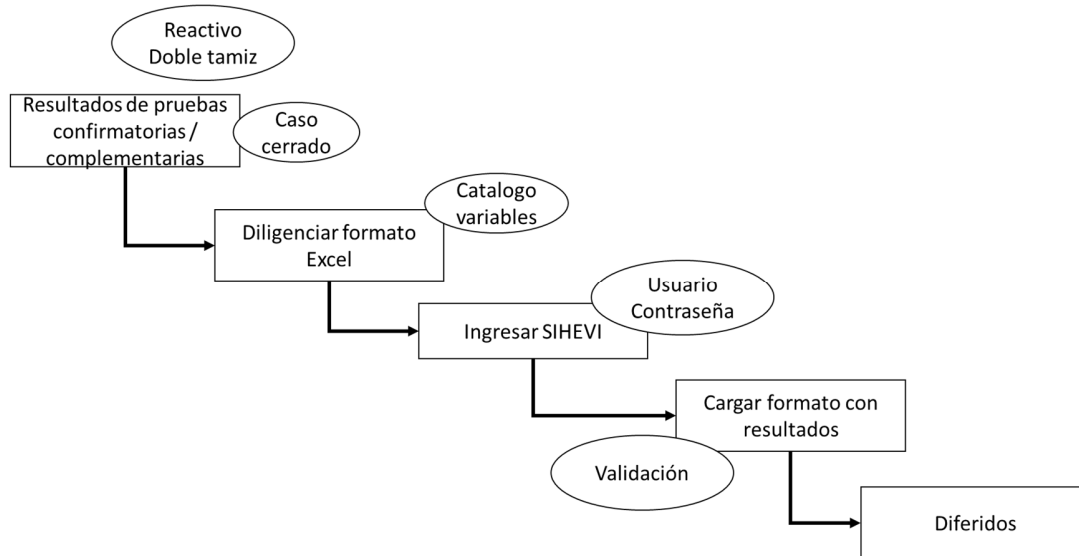 Reactivo
Doble tamiz
Resultados de pruebas
confirmatorias /
complementarias
Caso
cerrado
Catalogo
variables
Diligenciar formato
Excel
Usuario
Contraseña
Ingresar SIHEVI
Cargar formato con
resultados
Validación
Diferidos